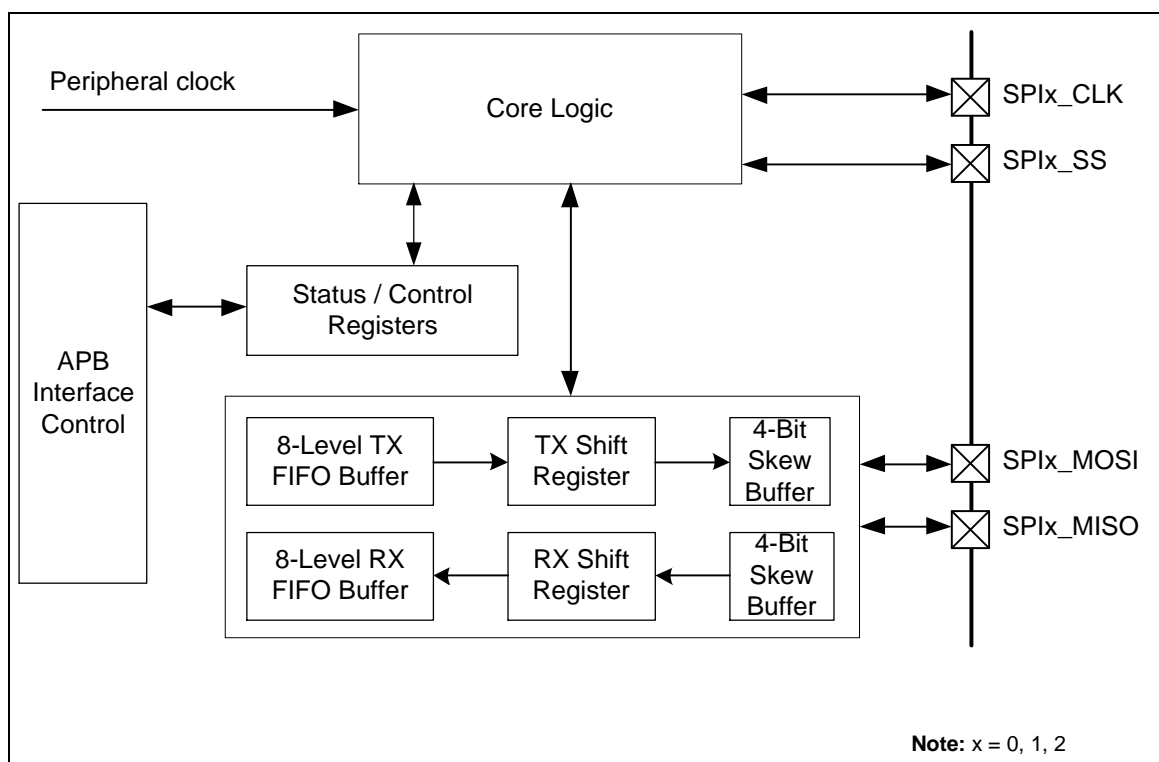 Peripheral clock
Core Logic
SPIx_CLK
SPIx_SS
Status / Control
Registers
APB
Interface
Control
8-Level TX
FIFO Buffer
TX Shift
Register
4-Bit
Skew
Buffer
SPIx_MOSI
8-Level RX
FIFO Buffer
RX Shift
Register
4-Bit
Skew
Buffer
SPIx_MISO
Note: x = 0, 1, 2